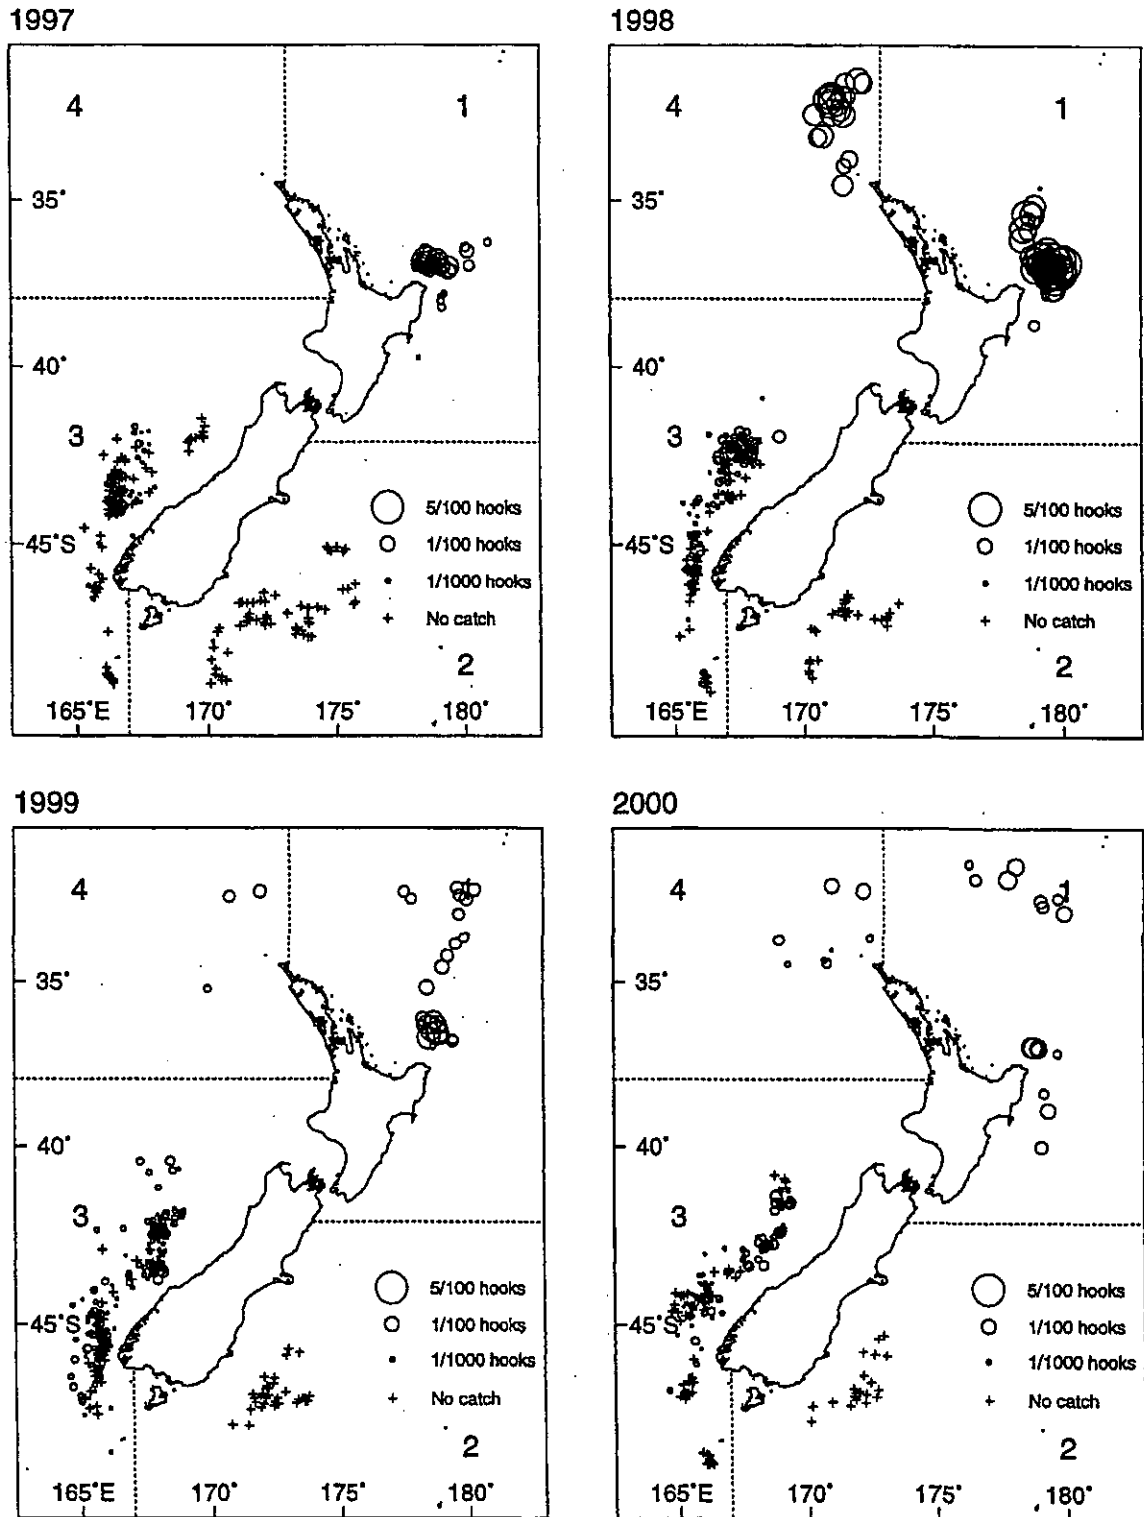 1997
4
1
35°
40°
3
5/100 hooks
45°S
1/100 hooks
1/1000 hooks
No catch
2
165°E
170°
175°
180°
1998
4
1
35°
40°
3
5/100 hooks
45°S
1/100 hooks
1/1000 hooks
No catch
2
165°E
170°
175°
180°
1999
4
1
35°
40°
3
5/100 hooks
45°S
1/100 hooks
1/1000 hooks
No catch
2
165°E
170°
175°
180°
2000
4
1
35°
40°
3
5/100 hooks
45°S
1/100 hooks
1/1000 hooks
No catch
2
165°E
170°
175°
180°